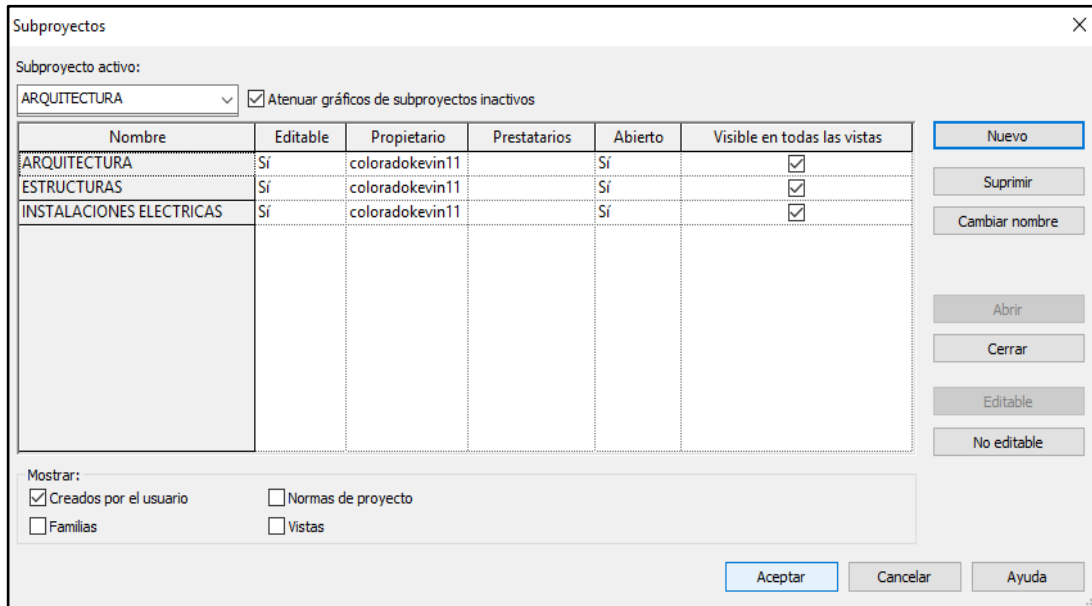 Subproyectos
Subproyecto activo:
ARQUITECTURA
Atenuar gráficos de subproyectos inactivos
Nombre Editable Propietario Prestatarios Abierto Visible en todas las vistas
ARQUITECTURA Sí coloradokevin11 Sí
ESTRUCTURAS Sí coloradokevin11 Sí
INSTALACIONES ELECTRICAS Sí coloradokevin11 Sí
Nuevo
Suprimir
Cambiar nombre
Abrir
Cerrar
Editable
No editable
Mostrar:
Creados por el usuario Normas de proyecto
Familias Vistas
Aceptar Cancelar Ayuda